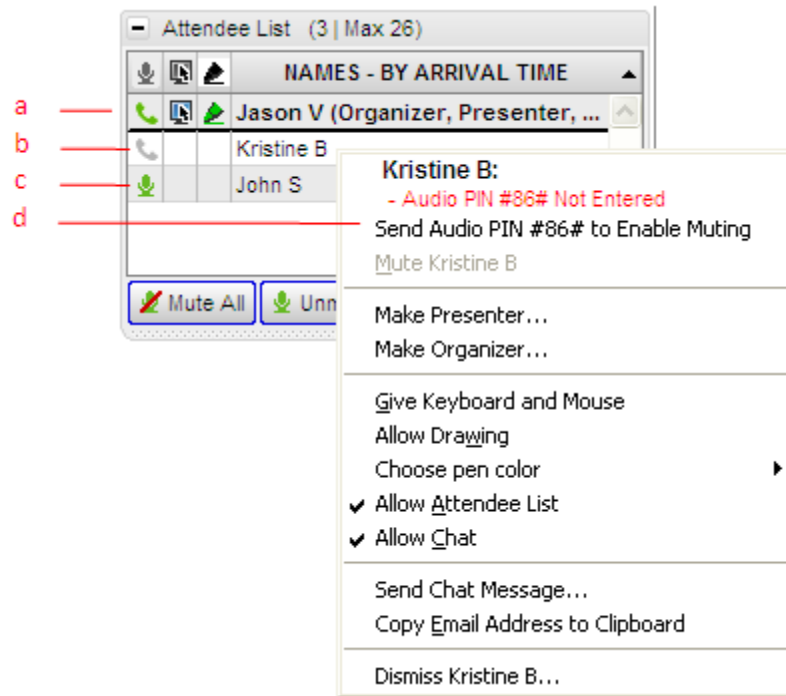 Attendee List (3 | Max 26)
NAMES - BY ARRIVAL TIME
a
Jason V (Organizer, Presenter, ...
b
Kristine B
c
John S
d
Kristine B:
- Audio PIN #86# Not Entered
Send Audio PIN #86# to Enable Muting
Mute Kristine B
Mute All
Make Presenter...
Make Organizer...
Give Keyboard and Mouse
Allow Drawing
Choose pen color
Allow Attendee List
Allow Chat
Send Chat Message...
Copy Email Address to Clipboard
Dismiss Kristine B...